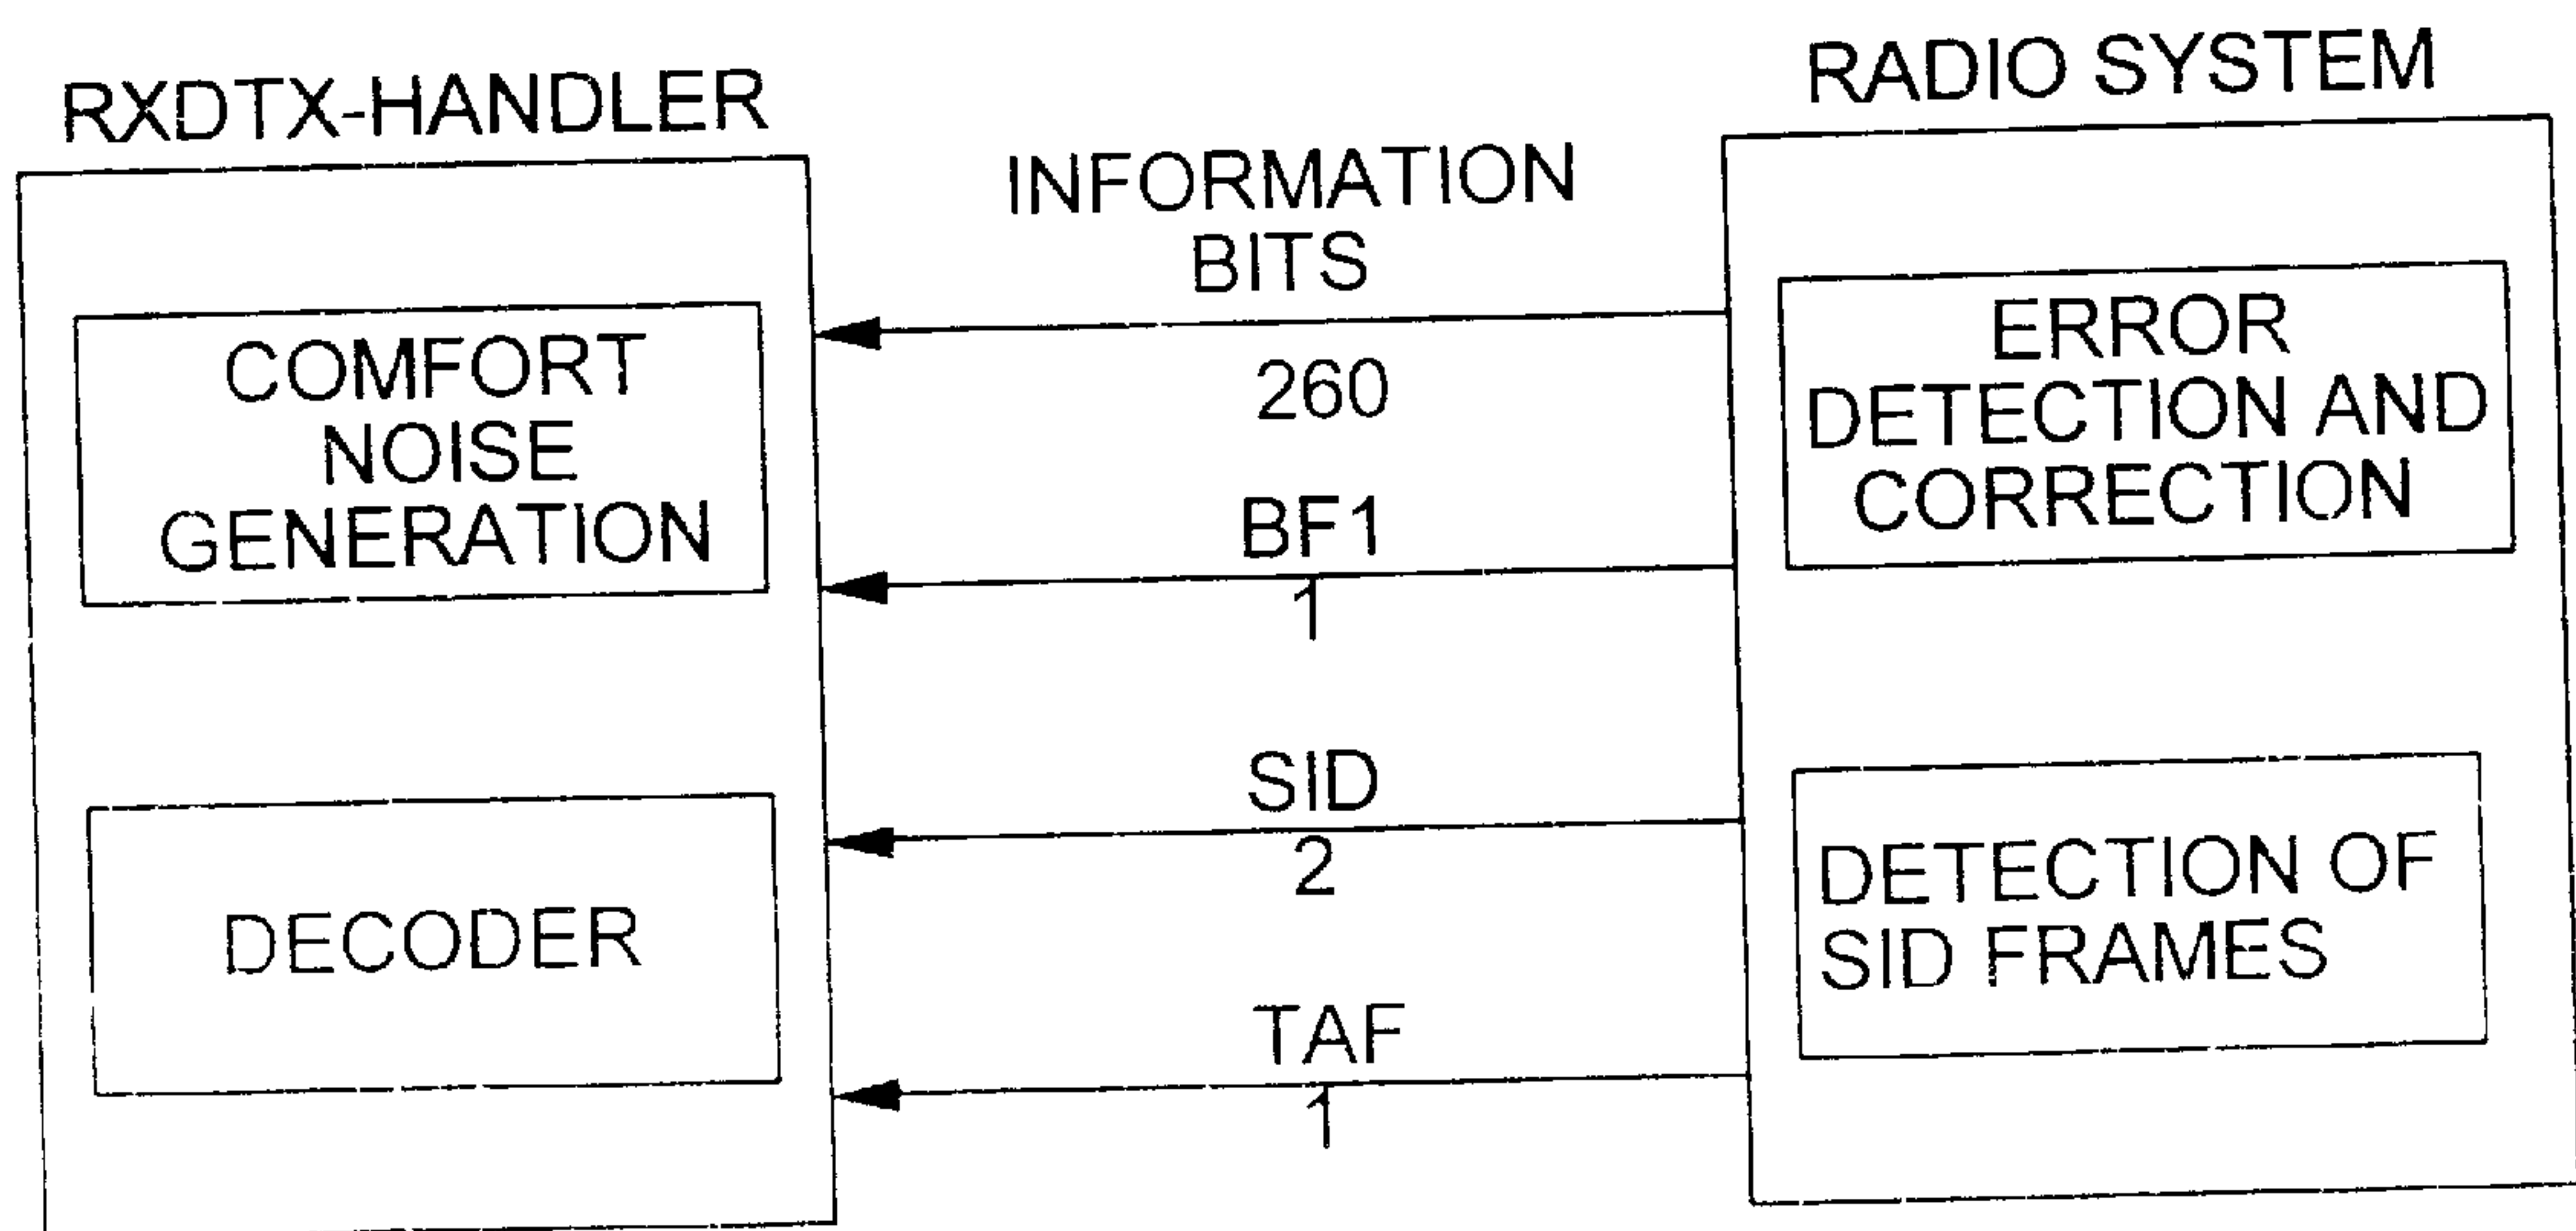 RXDTX-HANDLER
COMFORT
NOISE
GENERATION
DECODER
INFORMATION
BITS
260
BF1
1
SID
2
TAF
1
RADIO SYSTEM
ERROR
DETECTION AND
CORRECTION
DETECTION OF
SID FRAMES